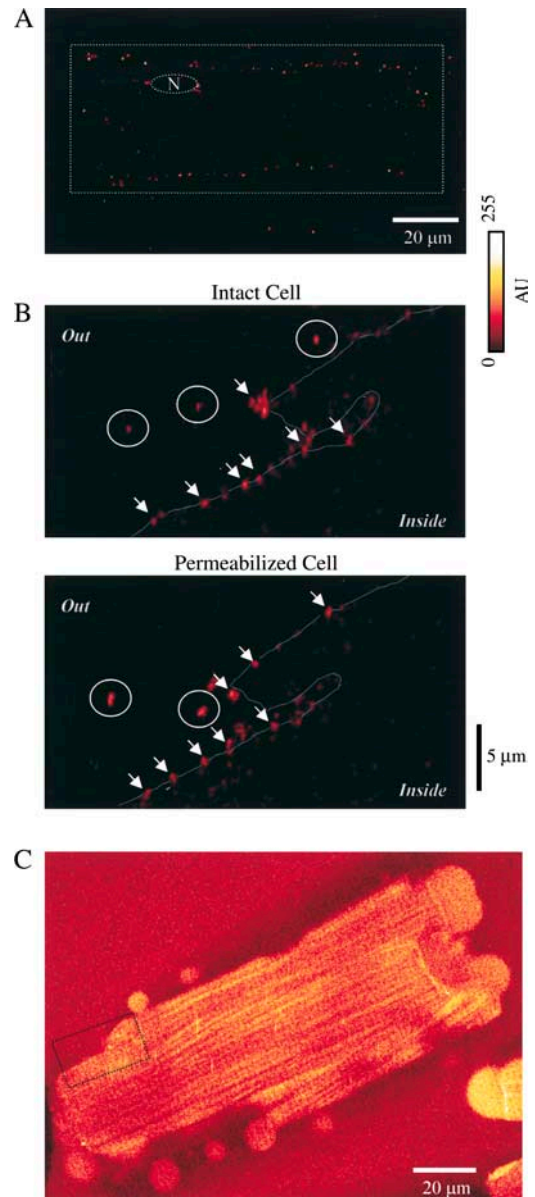 A
N
20 µm
255
AU
0
Intact Cell
B
Out
Inside
Permeabilized Cell
Out
Inside
5 µm
C
20 µm